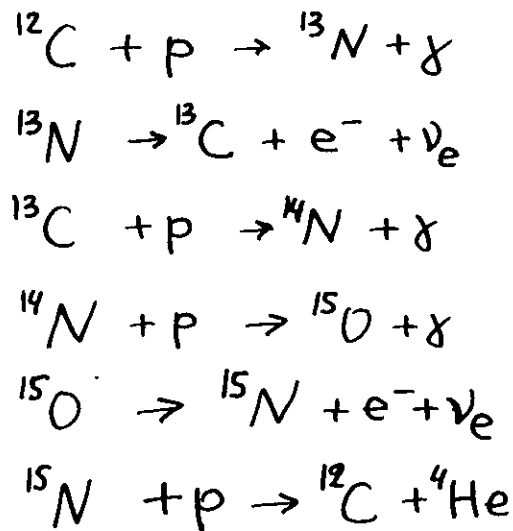 ¹²C + p → ¹³N + γ
¹³N → ¹³C + e⁻ + νₑ
¹³C + p → ¹⁴N + γ
¹⁴N + p → ¹⁵O + γ
¹⁵O → ¹⁵N + e⁻ + νₑ
¹⁵N + p → ¹²C + ⁴He